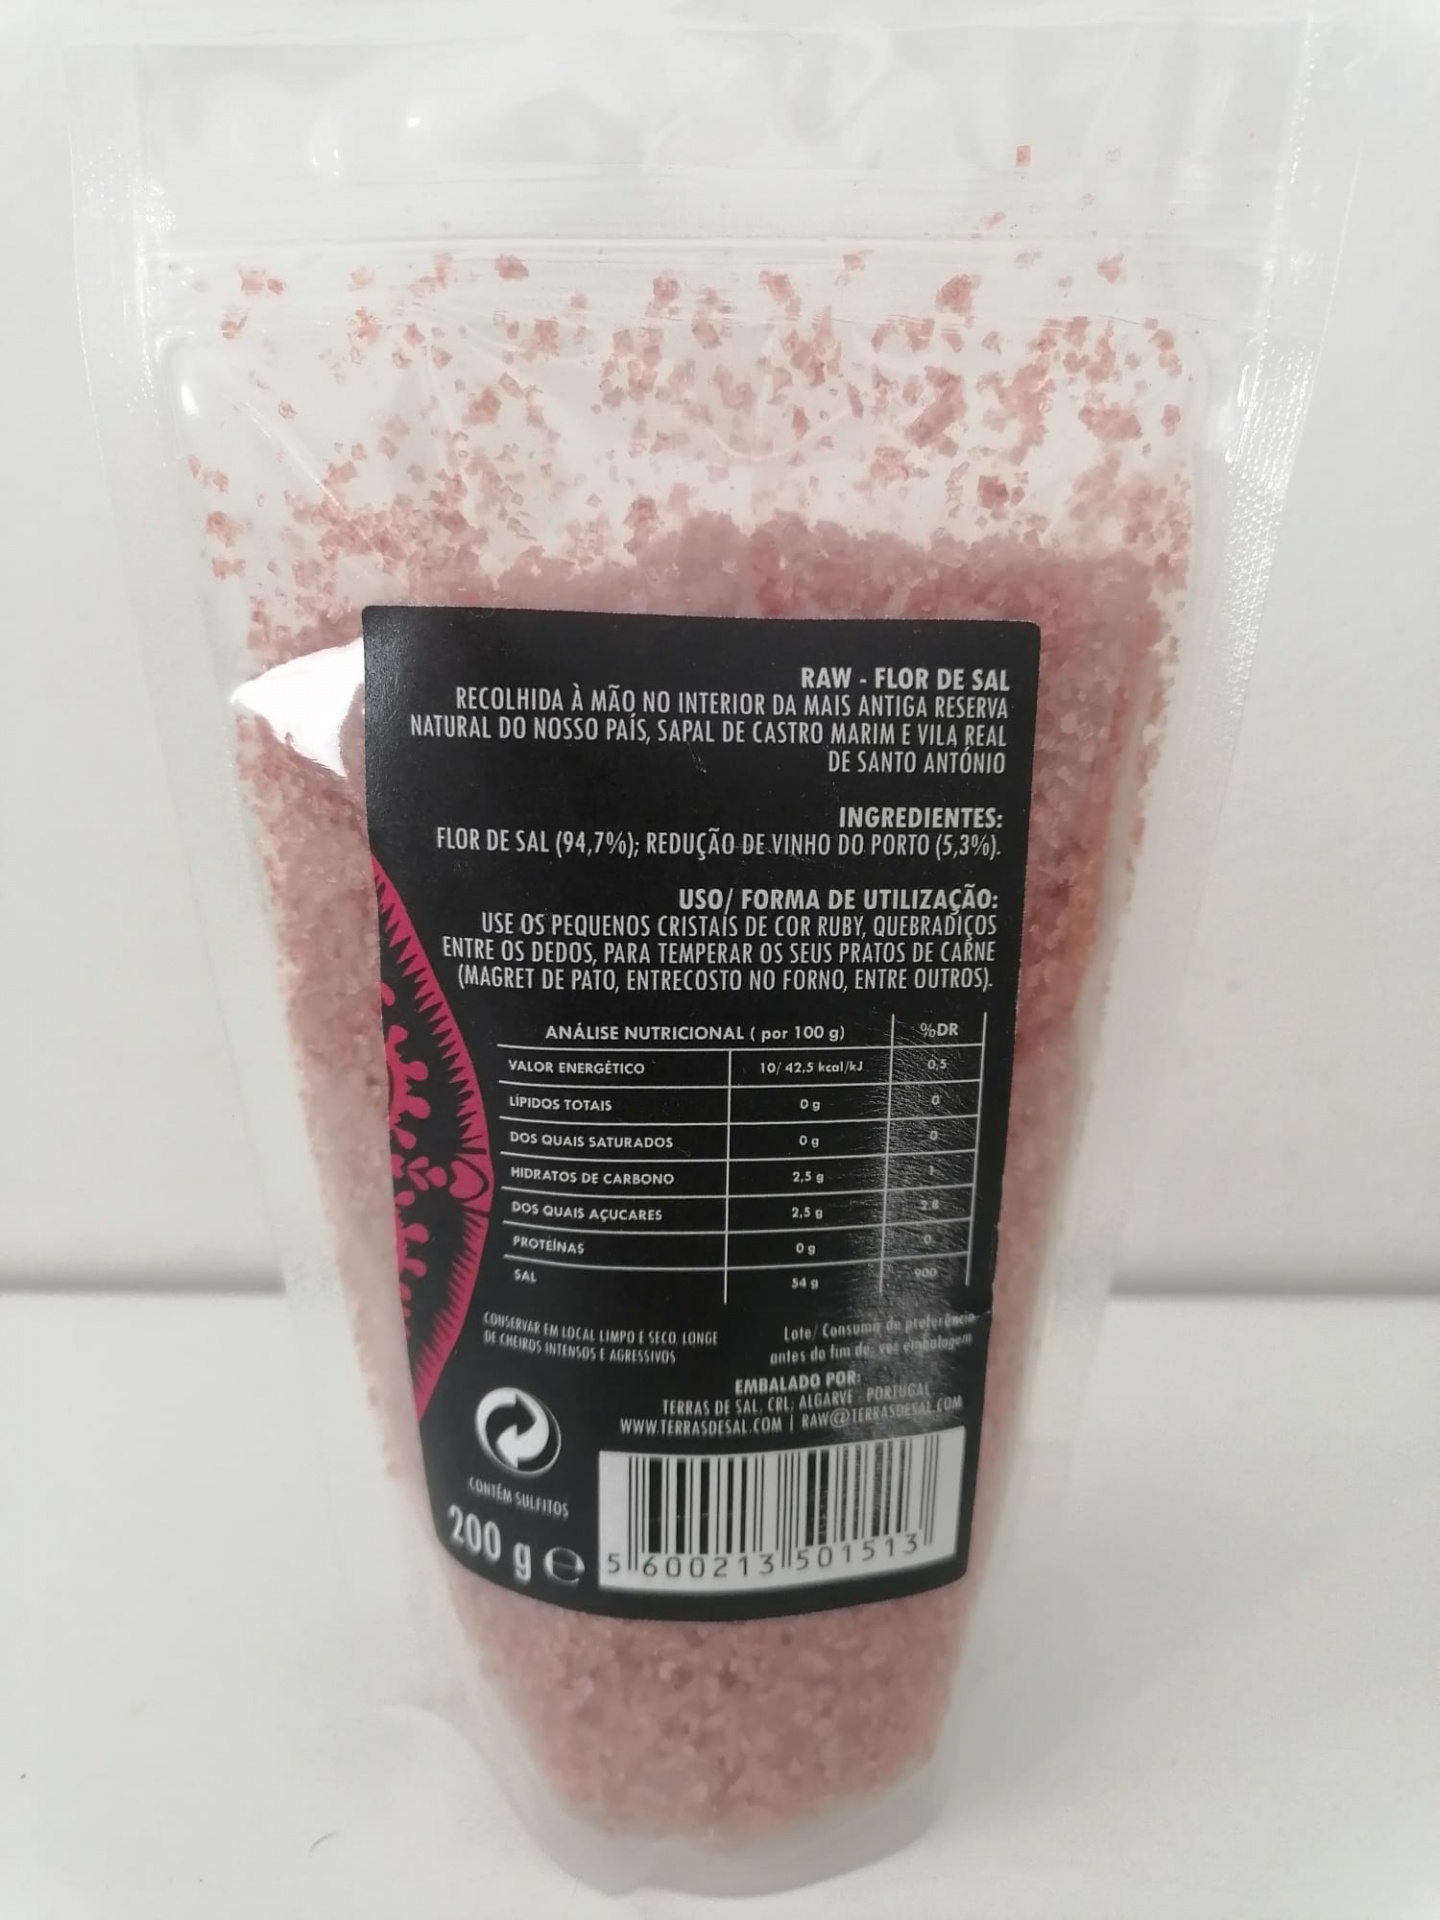 RAW - FLOR DE SAL
RECOLHIDA À MÃO NO INTERIOR DA MAIS ANTIGA RESERVA
NATURAL DO NOSSO PAÍS, SAPAL DE CASTRO MARIM E VILA REAL
DE SANTO ANTÓNIO
INGREDIENTES:
FLOR DE SAL (94,7%); REDUÇÃO DE VINHO DO PORTO (5,3%).
USO/ FORMA DE UTILIZAÇÃO:
USE OS PEQUENOS CRISTAIS DE COR RUBY, QUEBRADIÇOS
ENTRE OS DEDOS, PARA TEMPERAR OS SEUS PRATOS DE CARNE
(MAGRET DE PATO, ENTRECOSTO NO FORNO, ENTRE OUTROS).
ANÁLISE NUTRICIONAL ( por 100 g) %DR
VALOR ENERGÉTICO 10/ 42,5 kcal/kJ 0,5
LÍPIDOS TOTAIS 0 g 0
DOS QUAIS SATURADOS 0 g 0
HIDRATOS DE CARBONO 2,5 g 1
DOS QUAIS AÇUCARES 2,5 g 2.8
PROTEÍNAS 0 g 0
SAL 54 g 900
CONSERVAR EM LOCAL LIMPO E SECO. LONGE
DE CHEIROS INTENSOS E AGRESSIVOS
Lote/ Consumir de preferência
antes do fim de, ver embalagem
EMBALADO POR:
TERRAS DE SAL, CRL; ALGARVE - PORTUGAL
WWW.TERRASDESAL.COM | RAW@TERRASDESAL.COM
CONTÉM SULFITOS
200 g e
5 600213 501513